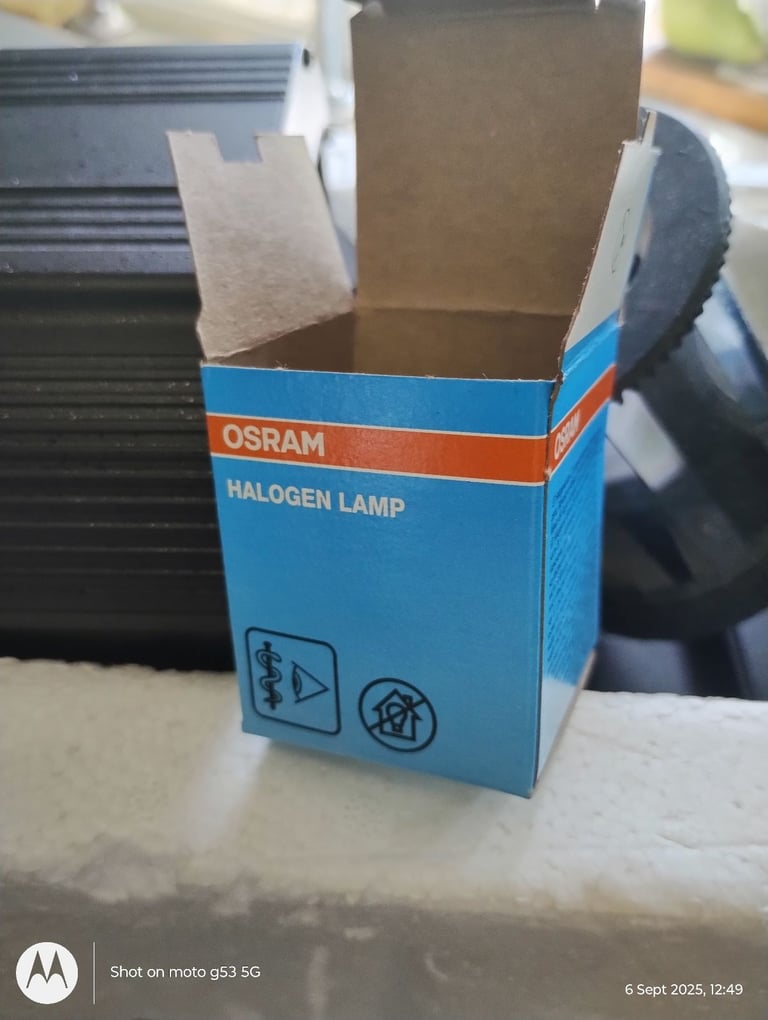 OSRAM
HALOGEN LAMP
OSRAM
Shot on moto g53 5G
6 Sept 2025, 12:49